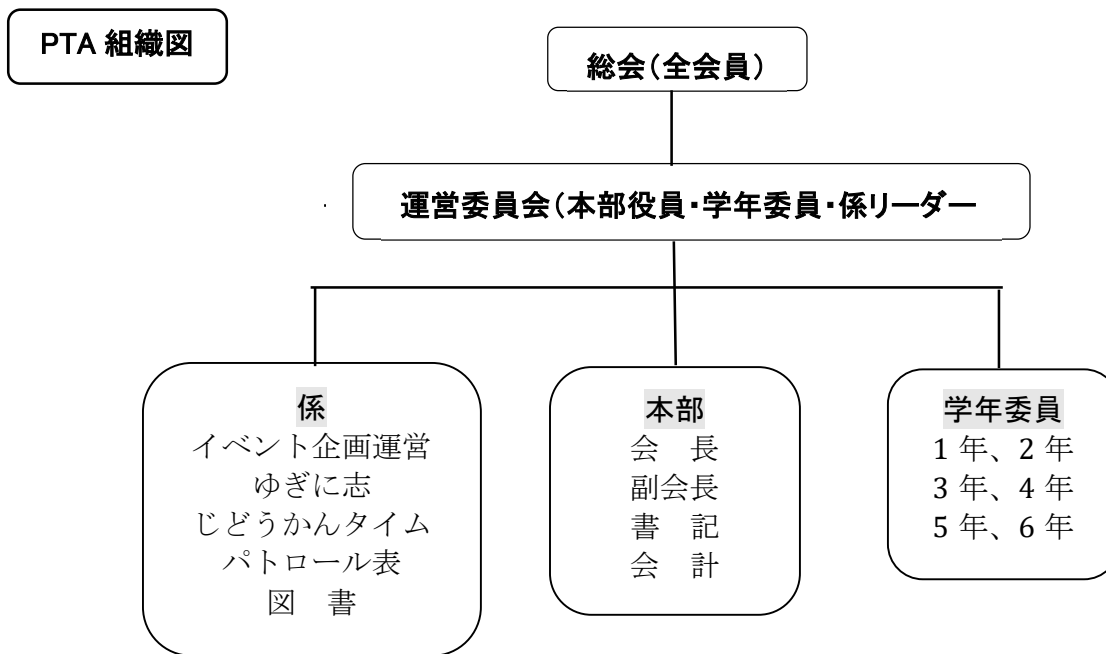 PTA 組織図
総会(全会員)
運営委員会(本部役員・学年委員・係リーダー
係
イベント企画運営
ゆぎに志
じどうかんタイム
パトロール表
図　書
本部
会　長
副会長
書　記
会　計
学年委員
1 年、2 年
3 年、4 年
5 年、6 年